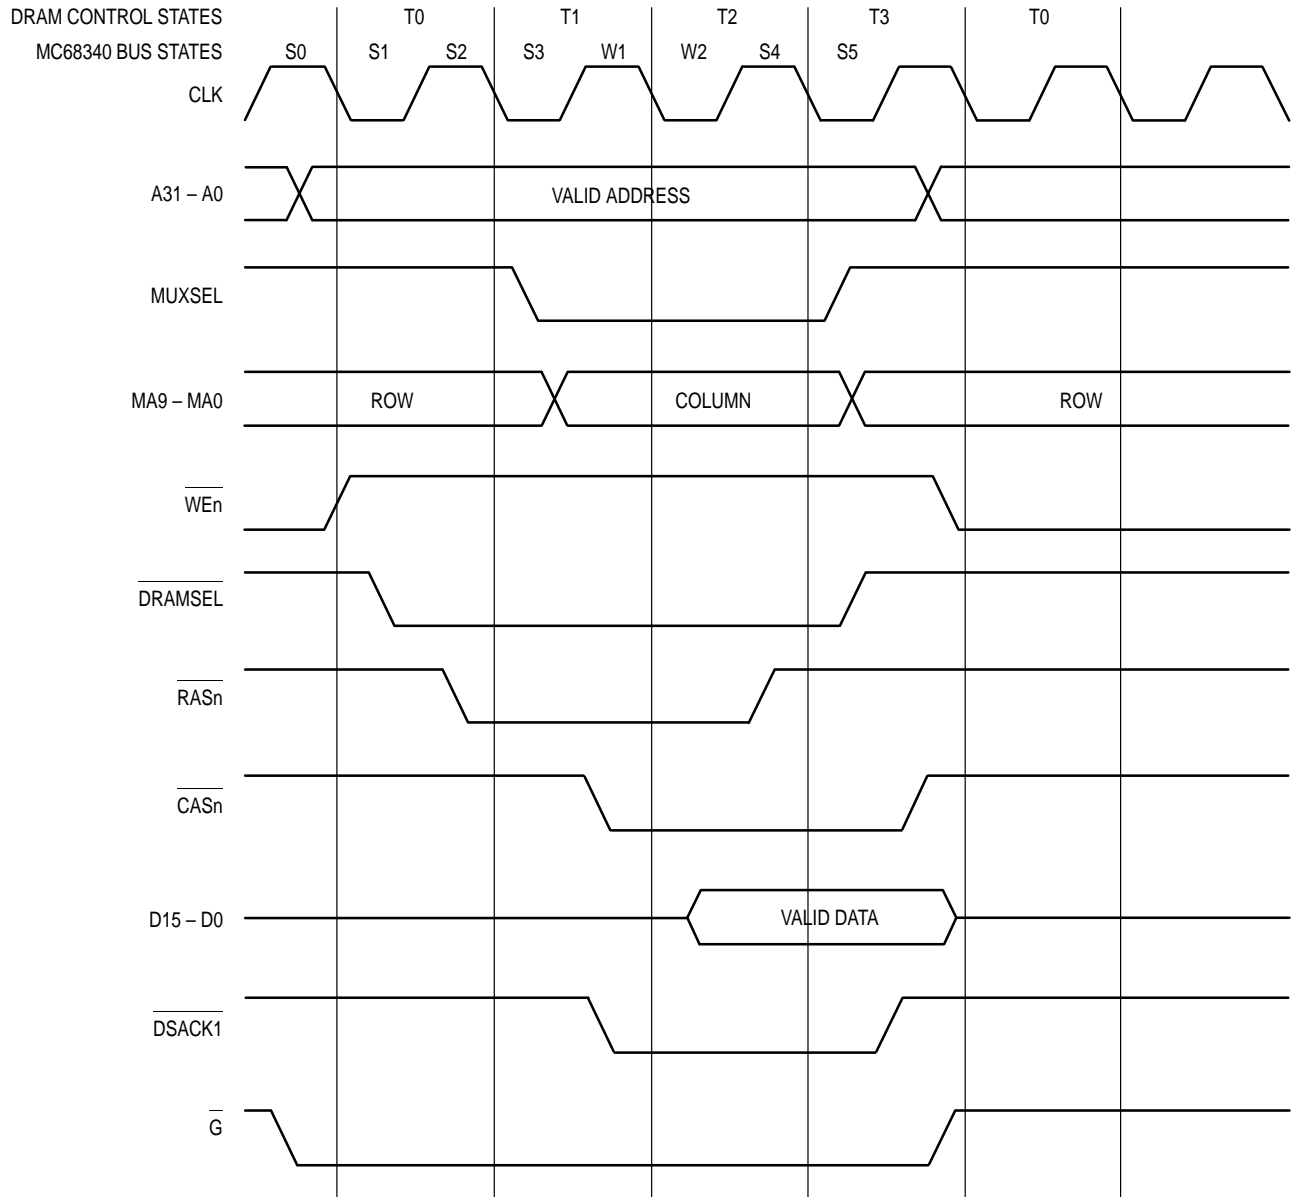 DRAM CONTROL STATES T0 T1 T2 T3 T0
MC68340 BUS STATES S0 S1 S2 S3 W1 W2 S4 S5
CLK
A31 – A0 VALID ADDRESS
MUXSEL
MA9 – MA0 ROW COLUMN ROW
WEn
DRAMSEL
RASn
CASn
D15 – D0 VALID DATA
DSACK1
G